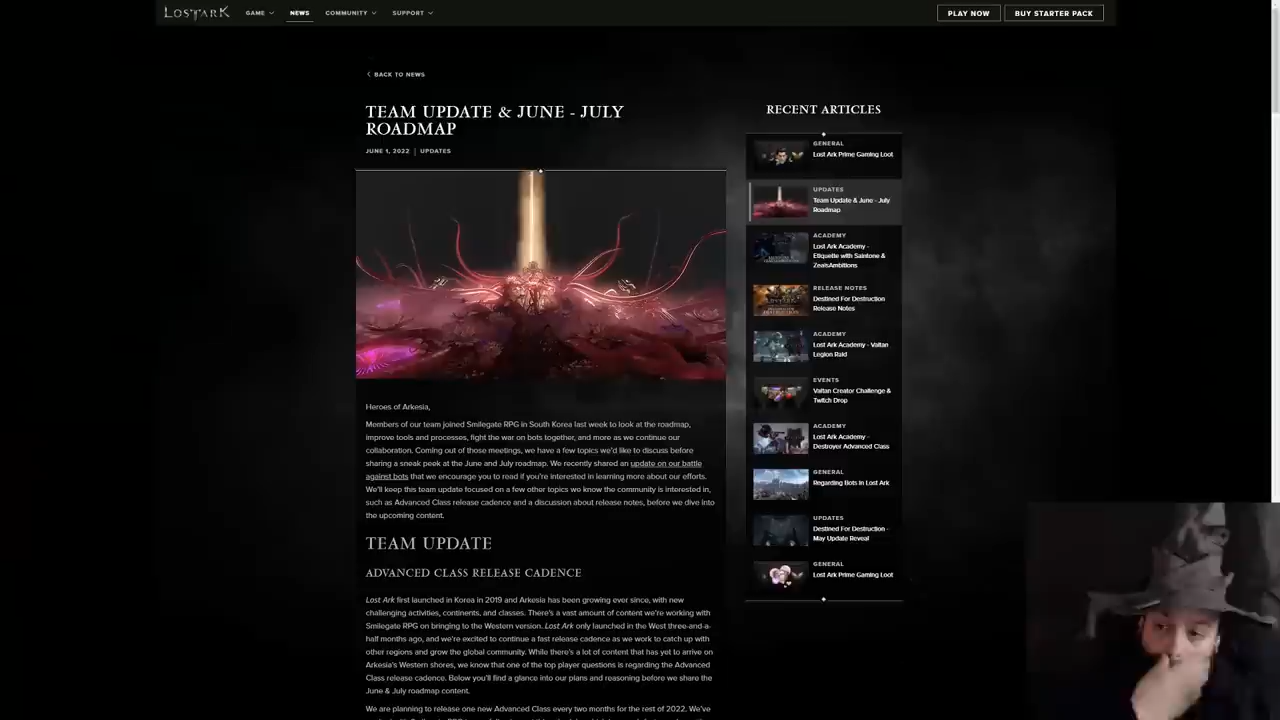 LOST ARK
GAME
NEWS
COMMUNITY
SUPPORT
PLAY NOW
BUY STARTER PACK
BACK TO NEWS
TEAM UPDATE & JUNE - JULY
ROADMAP
JUNE 1, 2022 | UPDATES
Heroes of Arkesia,
Members of our team joined Smilegate RPG in South Korea last week to look at the roadmap,
improve tools and processes, fight the war on bots together, and more as we continue our
collaboration. Coming out of those meetings, we have a few topics we'd like to discuss before
sharing a sneak peek at the June and July roadmap. We recently shared an update on our battle
against bots that we encourage you to read if you're interested in learning more about our efforts.
We'll keep this team update focused on a few other topics we know the community is interested in,
such as Advanced Class release cadence and a discussion about release notes, before we dive into
the upcoming content.
TEAM UPDATE
ADVANCED CLASS RELEASE CADENCE
Lost Ark first launched in Korea in 2019 and Arkesia has been growing ever since, with new
challenging activities, continents, and classes. There's a vast amount of content we're working with
Smilegate RPG on bringing to the Western version. Lost Ark only launched in the West three-and-a-
half months ago, and we're excited to continue a fast release cadence as we work to catch up with
other regions and grow the global community. While there's a lot of content that has yet to arrive on
Arkesia's Western shores, we know that one of the top player questions is regarding the Advanced
Class release cadence. Below you'll find a glance into our plans and reasoning before we share the
June & July roadmap content.
We are planning to release one new Advanced Class every two months for the rest of 2022. We've
RECENT ARTICLES
GENERAL
Lost Ark Prime Gaming Loot
UPDATES
Team Update & June - July
Roadmap
ACADEMY
Lost Ark Academy -
Etiquette with Saintone &
ZealsAmbitions
RELEASE NOTES
Destined For Destruction
Release Notes
ACADEMY
Lost Ark Academy - Valtan
Legion Raid
EVENTS
Valtan Creator Challenge &
Twitch Drop
ACADEMY
Lost Ark Academy -
Destroyer Advanced Class
GENERAL
Regarding Bots in Lost Ark
UPDATES
Destined For Destruction -
May Update Reveal
GENERAL
Lost Ark Prime Gaming Loot